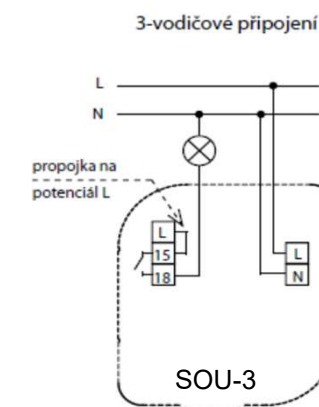 3-vodičové připojení
L
N
propojka na
potenciál L
L
15
18
L
N
SOU-3